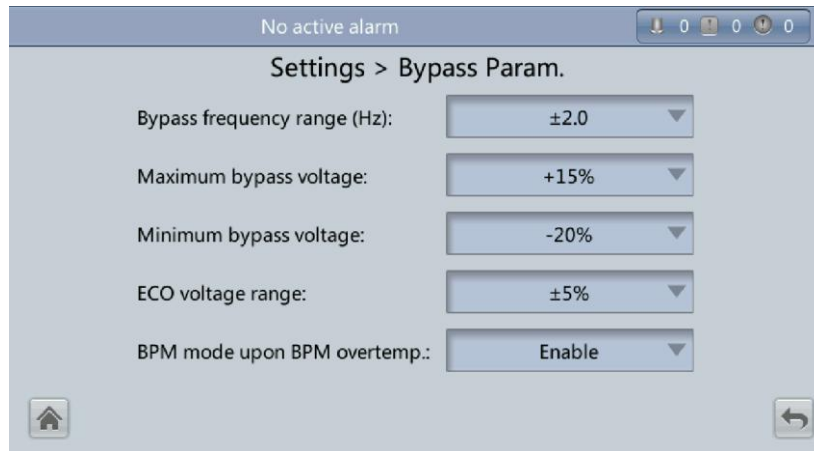 No active alarm 0 0 0
Settings > Bypass Param.
Bypass frequency range (Hz): ±2.0
Maximum bypass voltage: +15%
Minimum bypass voltage: -20%
ECO voltage range: ±5%
BPM mode upon BPM overtemp.: Enable